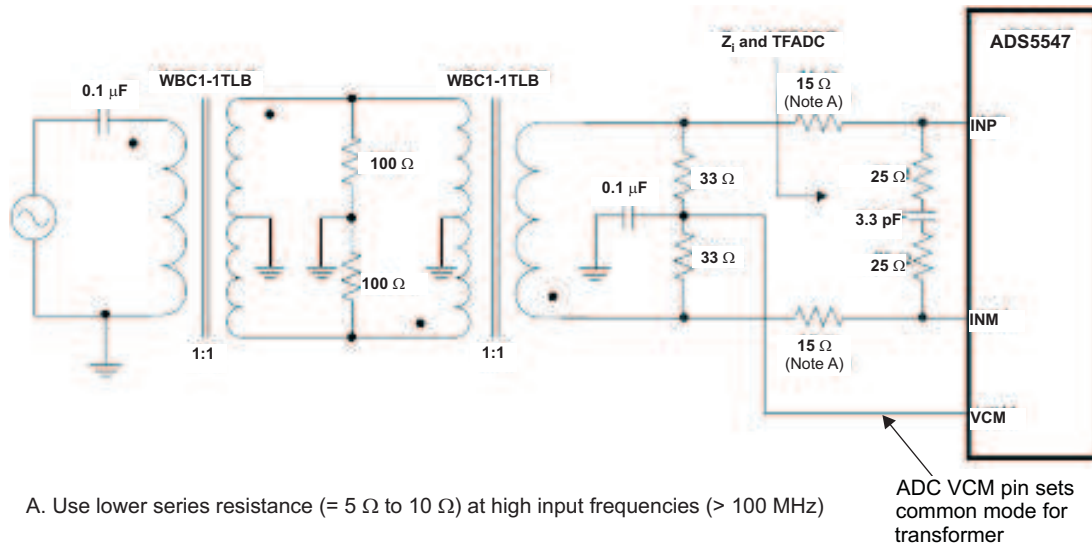 ADS5547
Z_i and TFADC
WBC1-1TLB
WBC1-1TLB
15 Ω
(Note A)
0.1 μF
INP
100 Ω
33 Ω
25 Ω
0.1 μF
3.3 pF
33 Ω
25 Ω
100 Ω
INM
1:1
1:1
15 Ω
(Note A)
VCM
A. Use lower series resistance (= 5 Ω to 10 Ω) at high input frequencies (> 100 MHz)
ADC VCM pin sets
common mode for
transformer